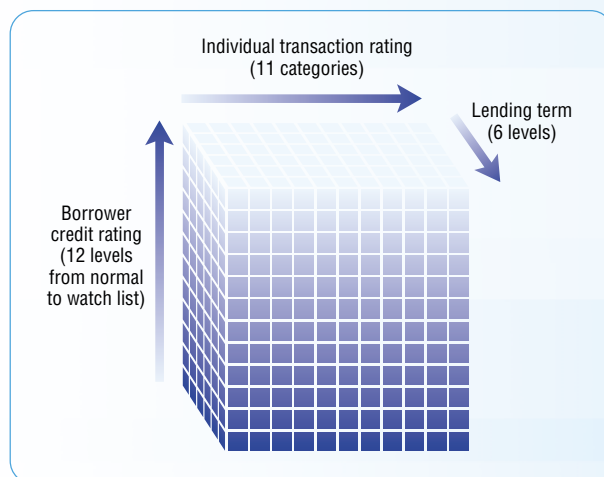 Individual transaction rating
(11 categories)
Lending term
(6 levels)
Borrower
credit rating
(12 levels
from normal
to watch list)